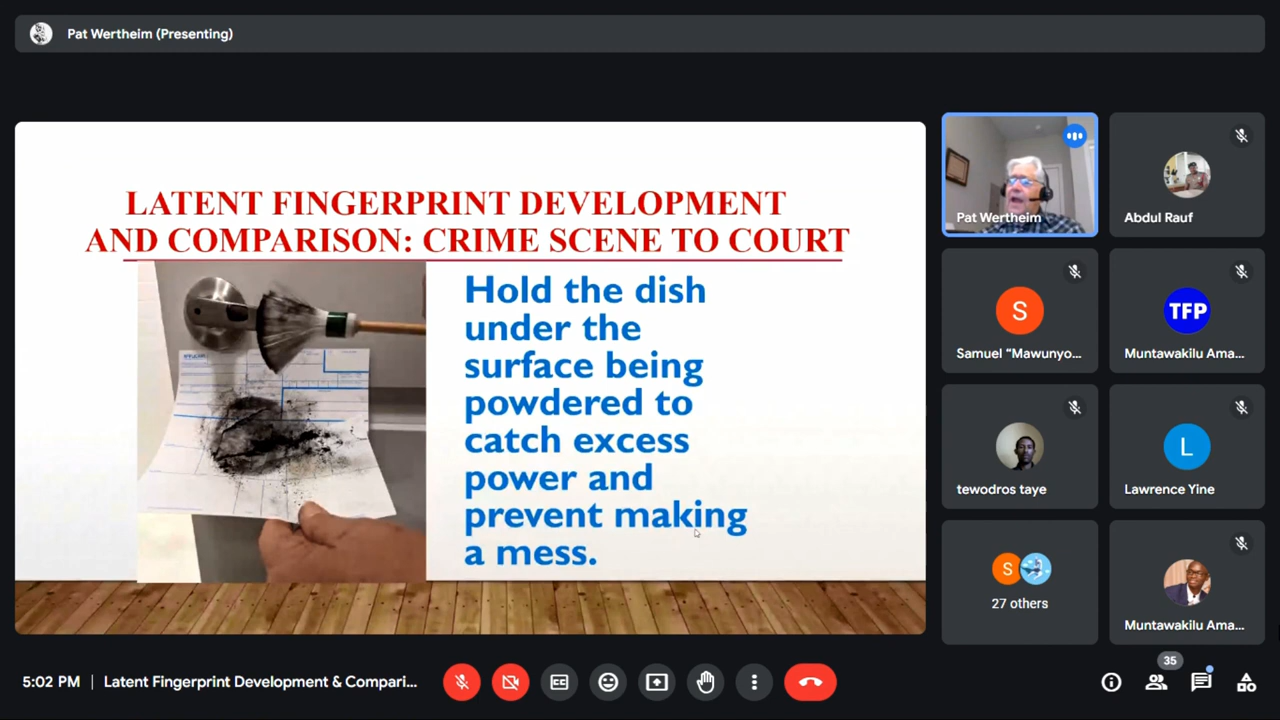 Pat Wertheim (Presenting)
LATENT FINGERPRINT DEVELOPMENT
AND COMPARISON: CRIME SCENE TO COURT
Hold the dish
under the
surface being
powdered to
catch excess
power and
prevent making
a mess.
Pat Wertheim
Abdul Rauf
S
Samuel “Mawunyo...
TFP
Muntawakilu Ama...
tewodros taye
L
Lawrence Yine
S
27 others
Muntawakilu Ama...
5:02 PM | Latent Fingerprint Development & Compari...
CC
35